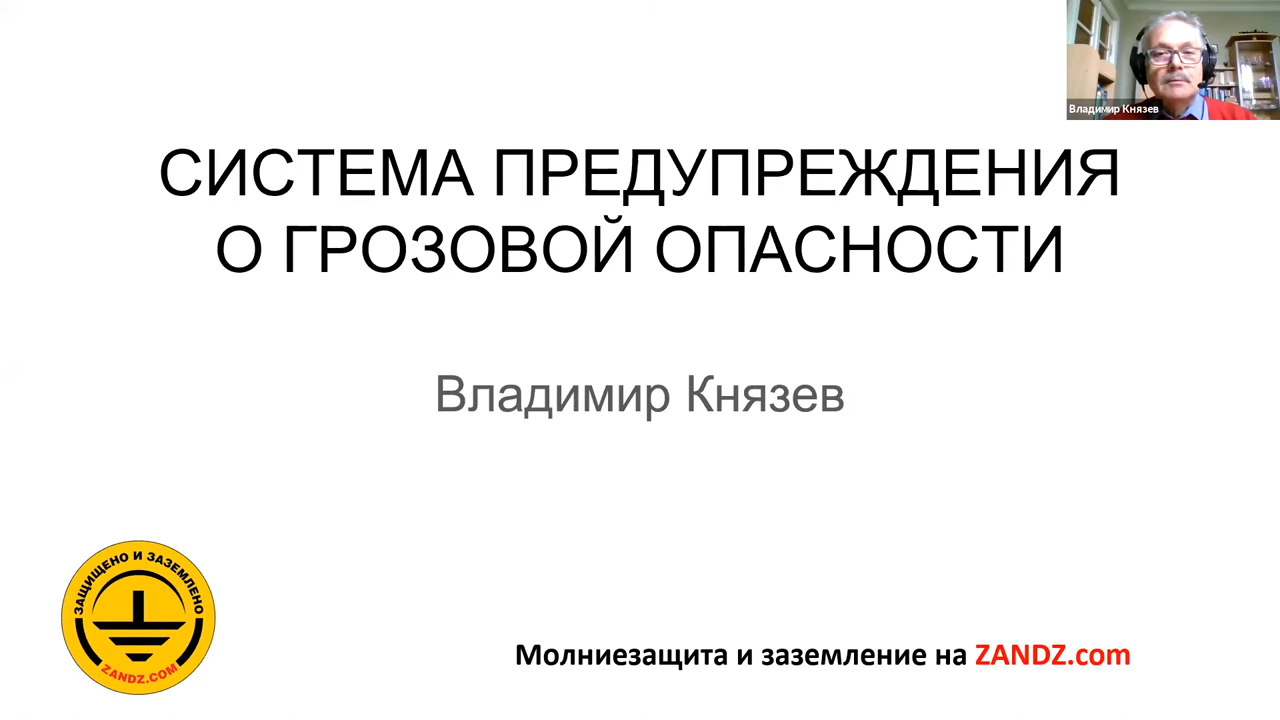 Владимир Князев
СИСТЕМА ПРЕДУПРЕЖДЕНИЯ
О ГРОЗОВОЙ ОПАСНОСТИ
Владимир Князев
ЗАЩИЩЕНО И ЗАЗЕМЛЕНО
ZANDZ.COM
Молниезащита и заземление на ZANDZ.com